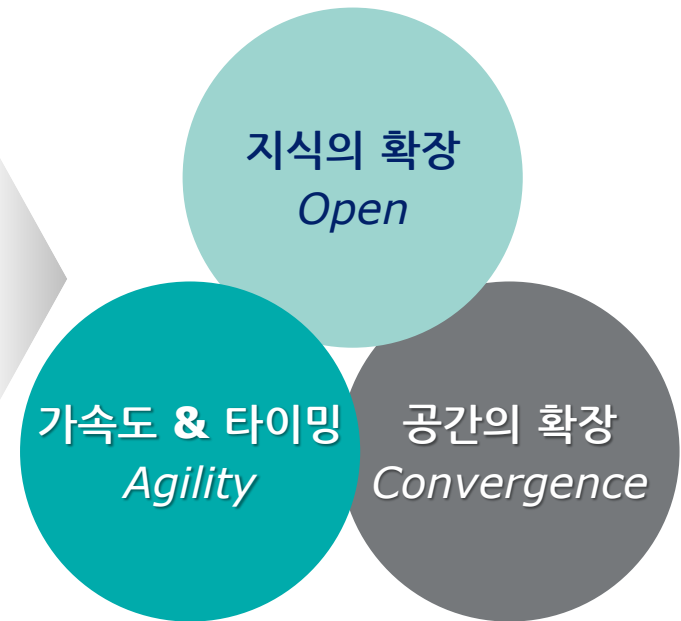 지식의 확장
Open
가속도 & 타이밍
Agility
공간의 확장
Convergence